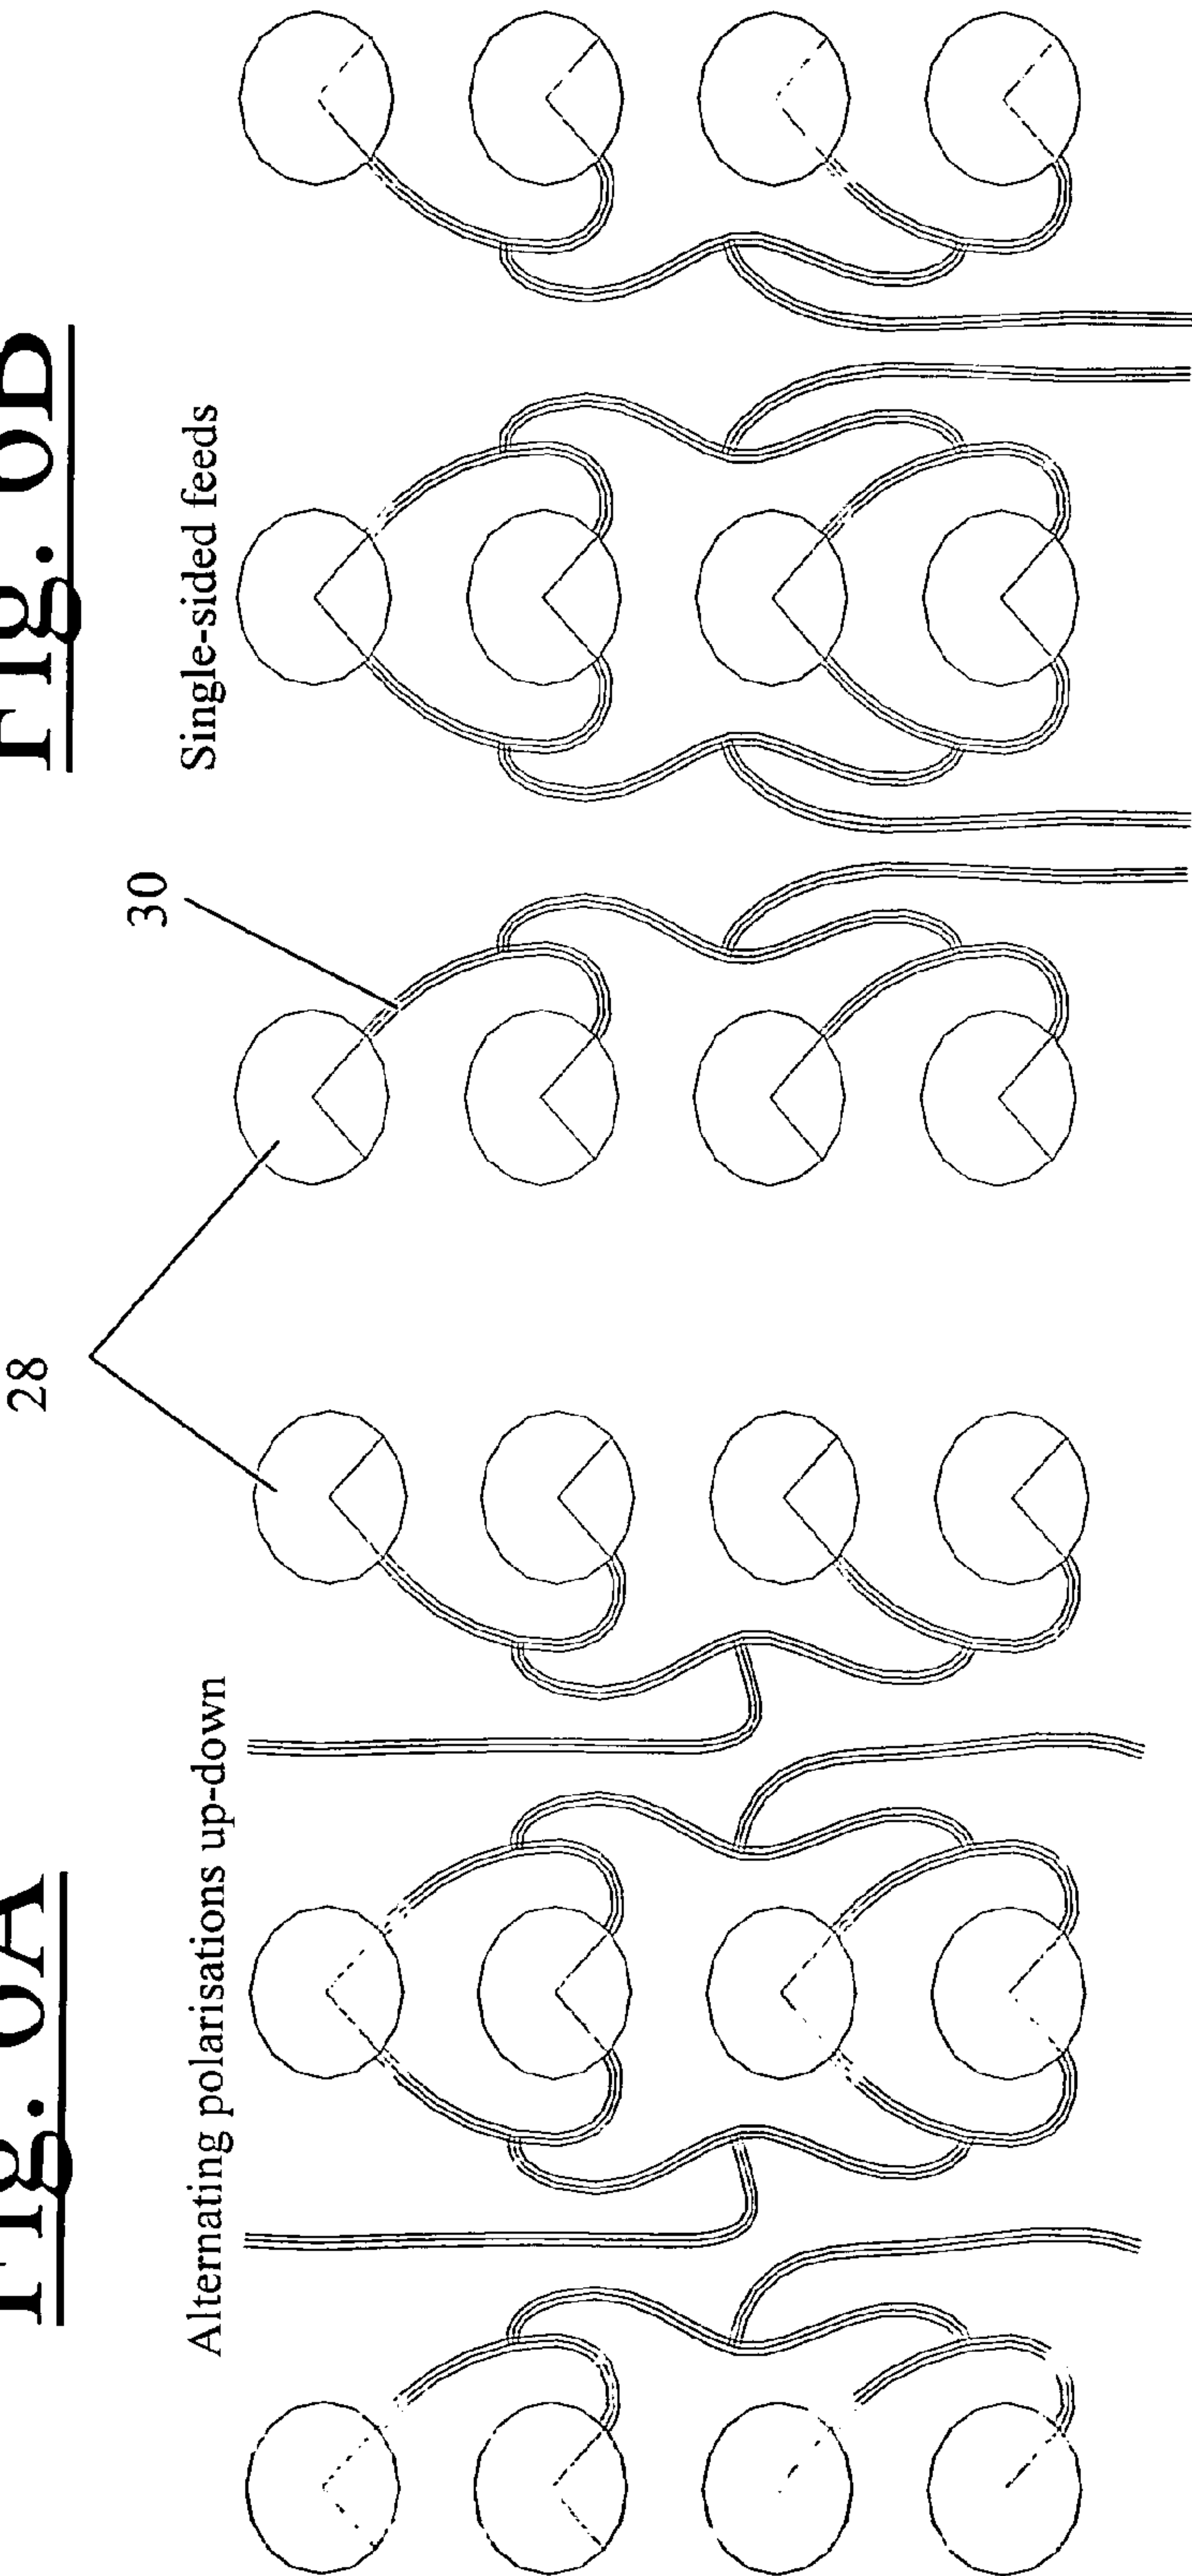 Fig. 6A
Alternating polarisations up-down
28
30
Fig. 6B
Single-sided feeds